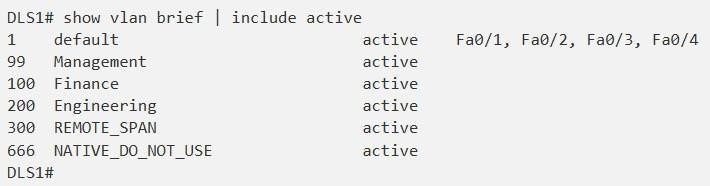 DLS1# show vlan brief | include active
1    default                          active    Fa0/1, Fa0/2, Fa0/3, Fa0/4
99   Management                       active
100  Finance                          active
200  Engineering                      active
300  REMOTE_SPAN                      active
666  NATIVE_DO_NOT_USE                active
DLS1#